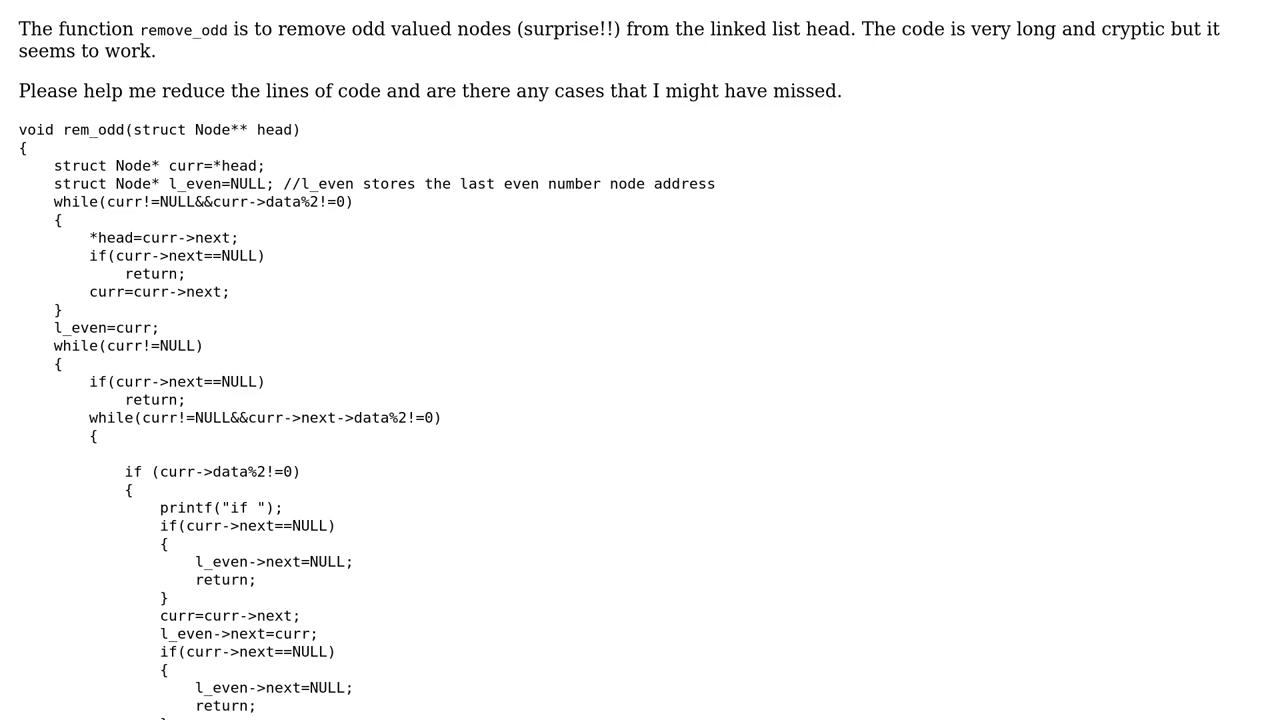 The function remove_odd is to remove odd valued nodes (surprise!!) from the linked list head. The code is very long and cryptic but it
seems to work.
Please help me reduce the lines of code and are there any cases that I might have missed.
void rem_odd(struct Node** head)
{
    struct Node* curr=*head;
    struct Node* l_even=NULL; //l_even stores the last even number node address
    while(curr!=NULL&&curr->data%2!=0)
    {
        *head=curr->next;
        if(curr->next==NULL)
            return;
        curr=curr->next;
    }
    l_even=curr;
    while(curr!=NULL)
    {
        if(curr->next==NULL)
            return;
        while(curr!=NULL&&curr->next->data%2!=0)
        {
            if (curr->data%2!=0)
            {
                printf("if ");
                if(curr->next==NULL)
                {
                    l_even->next=NULL;
                    return;
                }
                curr=curr->next;
                l_even->next=curr;
                if(curr->next==NULL)
                {
                    l_even->next=NULL;
                    return;